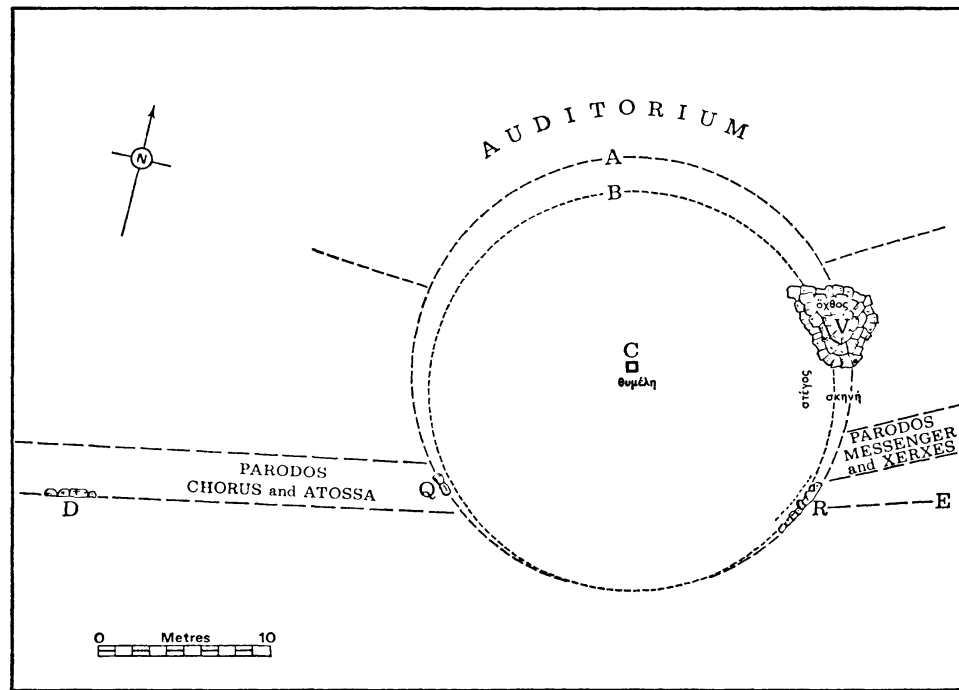 AUDITORIUM
A
B
N
ὄχθος
V
C
θυμέλη
στέγος
σκηνή
PARODOS
MESSENGER
and XERXES
PARODOS
CHORUS and ATOSSA
Q
D
R
E
0 Metres 10